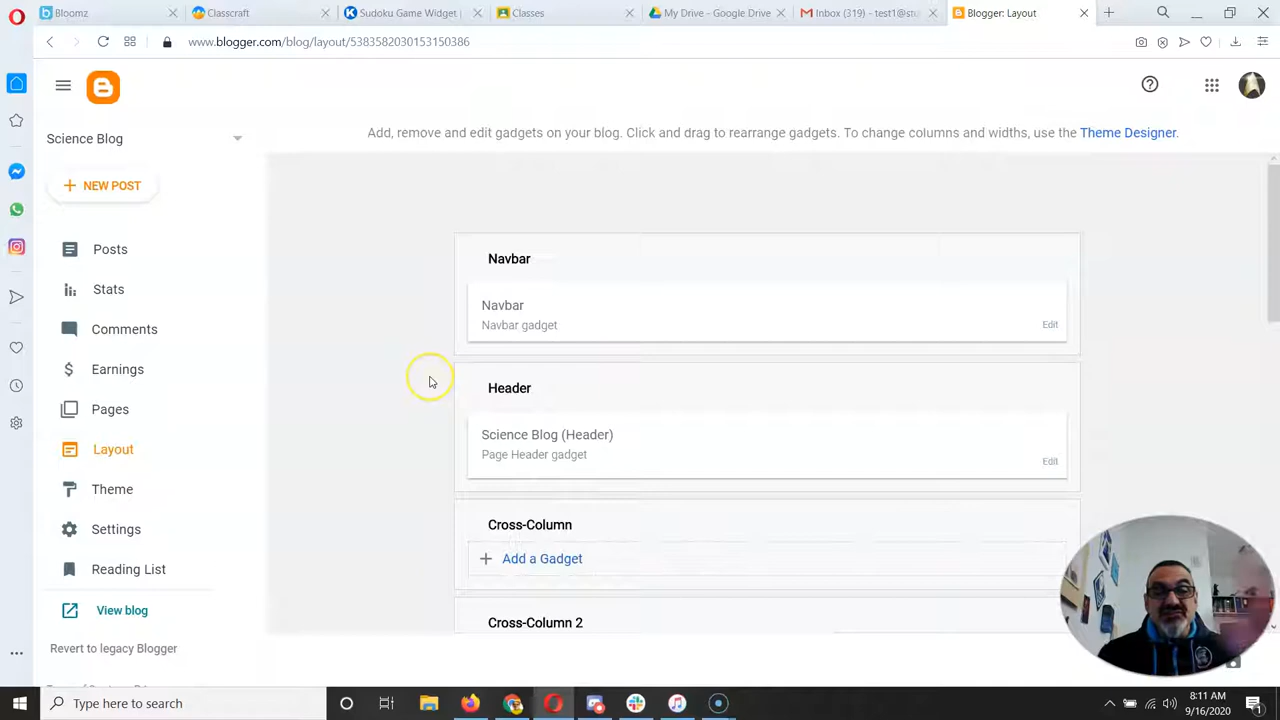 Bloomz
Classcraft
Sudoku Game Widget
Classes
My Drive - Google Drive
Inbox (319) - test1@stu
Blogger: Layout
www.blogger.com/blog/layout/5383582030153150386
Science Blog
Add, remove and edit gadgets on your blog. Click and drag to rearrange gadgets. To change columns and widths, use the Theme Designer.
+ NEW POST
Posts
Stats
Comments
Earnings
Pages
Layout
Theme
Settings
Reading List
View blog
Revert to legacy Blogger
Navbar
Navbar
Navbar gadget
Edit
Header
Science Blog (Header)
Page Header gadget
Edit
Cross-Column
+ Add a Gadget
Cross-Column 2
Type here to search
8:11 AM
9/16/2020